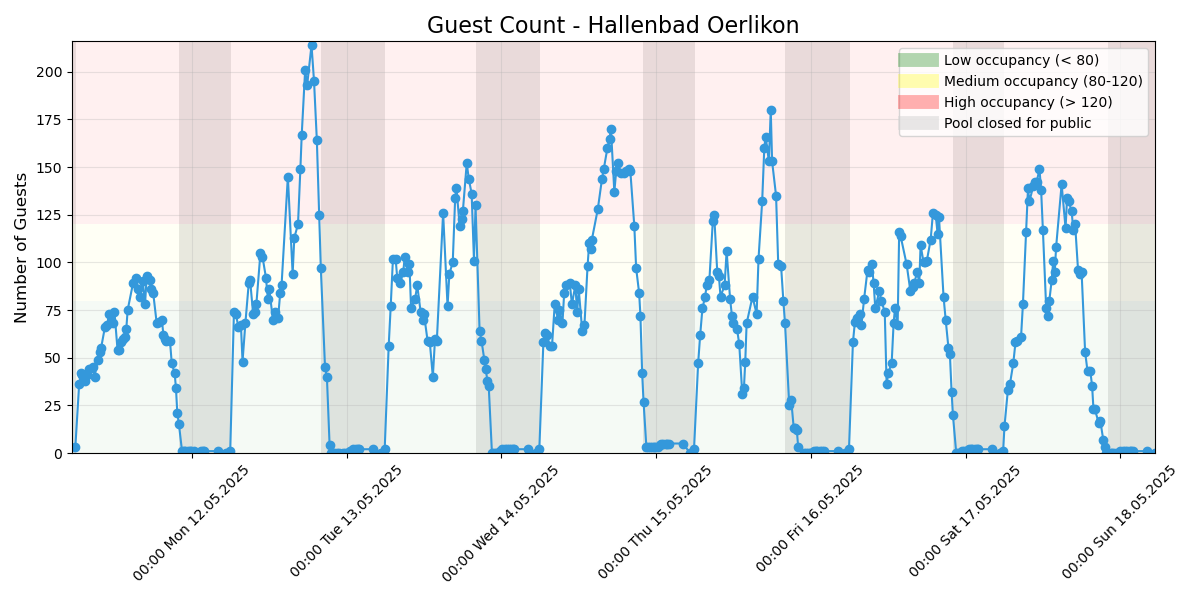 Guest Count - Hallenbad Oerlikon
Number of Guests
200
175
150
125
100
75
50
25
0
Low occupancy (< 80)
Medium occupancy (80-120)
High occupancy (> 120)
Pool closed for public
00:00 Mon 12.05.2025
00:00 Tue 13.05.2025
00:00 Wed 14.05.2025
00:00 Thu 15.05.2025
00:00 Fri 16.05.2025
00:00 Sat 17.05.2025
00:00 Sun 18.05.2025